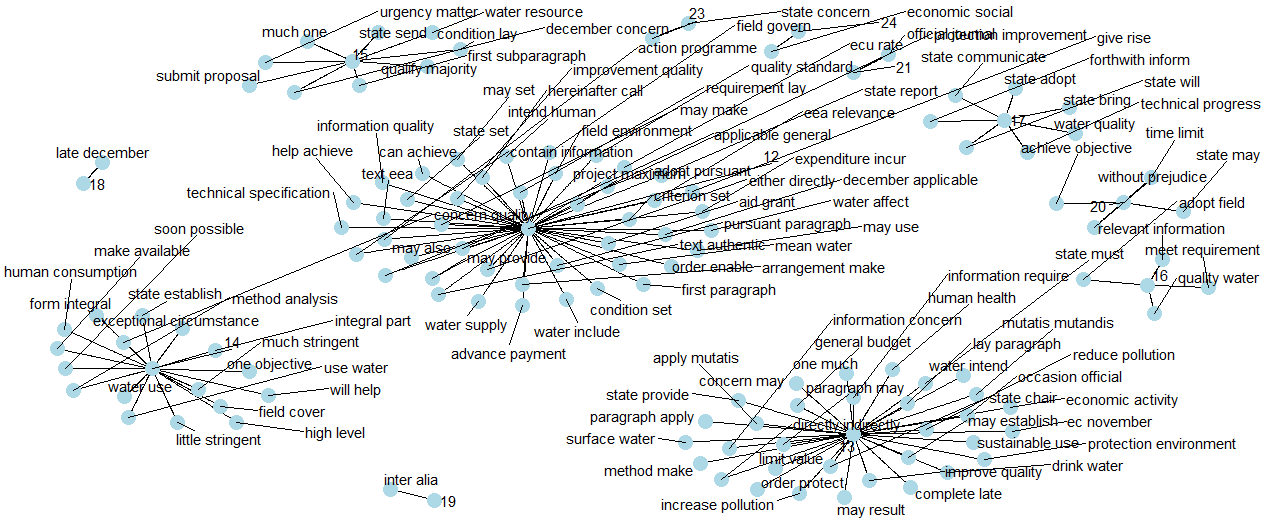 urgency matter
water resource
23
state concern
economic social
much one
state send
condition lay
december concern
field govern
24
official journal
protection improvement
15
first subparagraph
action programme
ecu rate
give rise
submit proposal
qualify majority
improvement quality
quality standard
21
state communicate
forthwith inform
may set
hereinafter call
requirement lay
state report
state adopt
state will
intend human
may make
eea relevance
state bring
technical progress
information quality
state set
field environment
applicable general
17
water quality
time limit
late december
help achieve
can achieve
contain information
12
expenditure incur
achieve objective
state may
18
text eea
project maximum
adopt pursuant
either directly
december applicable
without prejudice
technical specification
criterion set
aid grant
water affect
20
adopt field
concern quality
soon possible
pursuant paragraph
may use
relevant information
make available
may also
may provide
text authentic
mean water
state must
meet requirement
human consumption
order enable
arrangement make
information require
16
quality water
form integral
state establish
method analysis
first paragraph
human health
exceptional circumstance
integral part
water supply
water include
condition set
information concern
mutatis mutandis
14
much stringent
advance payment
general budget
lay paragraph
reduce pollution
one objective
use water
apply mutatis
one much
water intend
occasion official
water use
will help
state provide
concern may
paragraph may
state chair
economic activity
field cover
paragraph apply
directly indirectly
may establish
ec november
little stringent
high level
surface water
13
sustainable use
protection environment
method make
limit value
improve quality
drink water
inter alia
order protect
complete late
19
increase pollution
may result